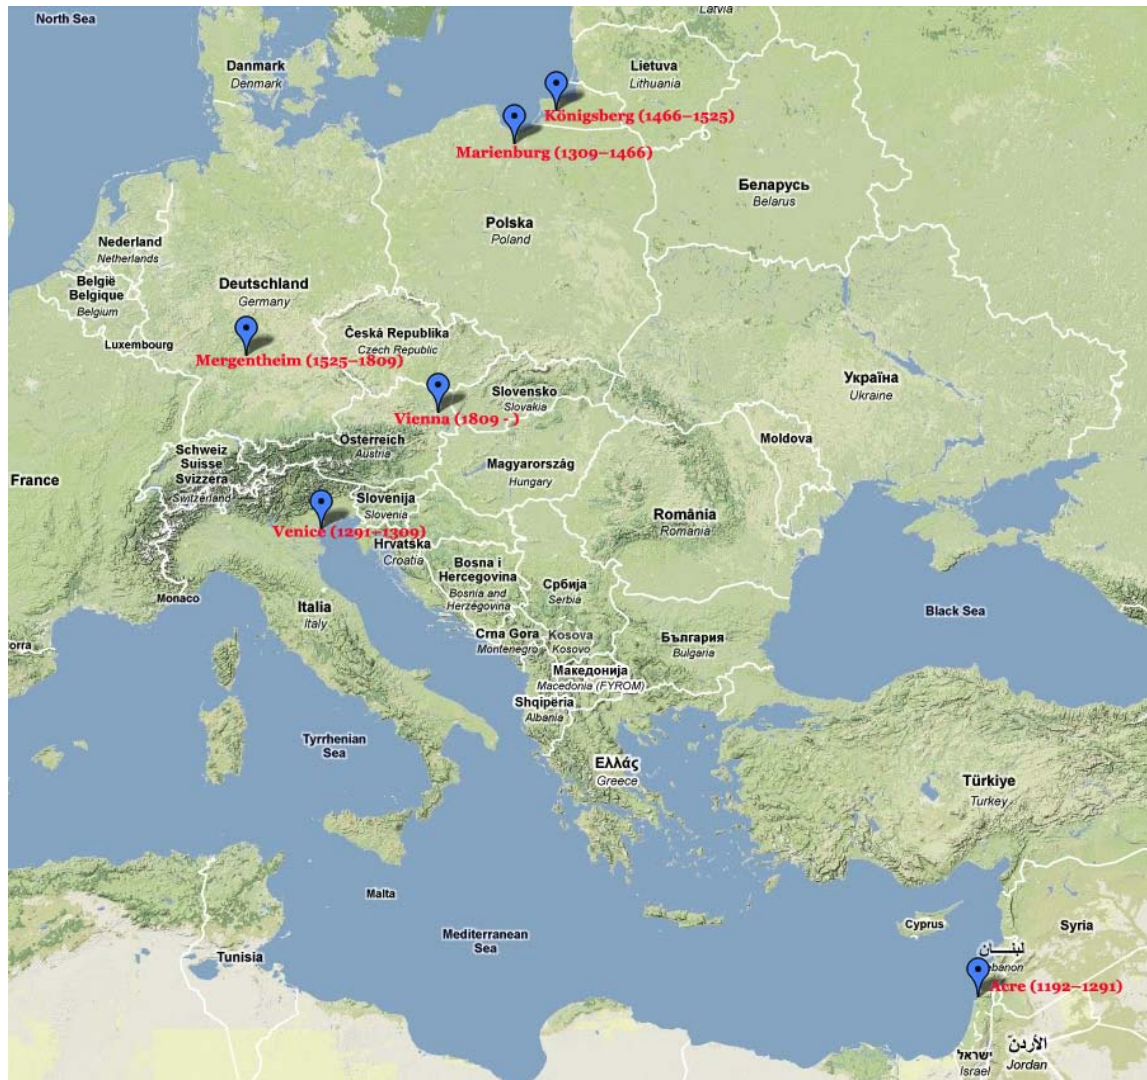 North Sea
Latvia
Danmark
Denmark
Lietuva
Lithuania
Königsberg (1466–1525)
Marienburg (1309–1466)
Беларусь
Belarus
Polska
Poland
Nederland
Netherlands
België
Belgique
Belgium
Deutschland
Germany
Luxembourg
Česká Republika
Czech Republic
Mergentheim (1525–1809)
Україна
Ukraine
Slovensko
Slovakia
Vienna (1809 - )
Österreich
Austria
Moldova
Schweiz
Suisse
Svizzera
Switzerland
France
Magyarország
Hungary
Slovenija
Slovenia
România
Romania
Venice (1291–1309)
Hrvatska
Croatia
Bosna i
Hercegovina
Bosnia and
Herzegovina
Србија
Serbia
Monaco
Italia
Italy
Black Sea
Crna Gora
Montenegro
Kosova
Kosovo
България
Bulgaria
orra
Македонија
Macedonia (FYROM)
Shqipëria
Albania
Tyrrhenian
Sea
Ελλάς
Greece
Türkiye
Turkey
Malta
Cyprus
Syria
Mediterranean
Sea
Tunisia
لبنــــان
ebanon
Acre (1192–1291)
ישראל
Israel
الأردن
Jordan